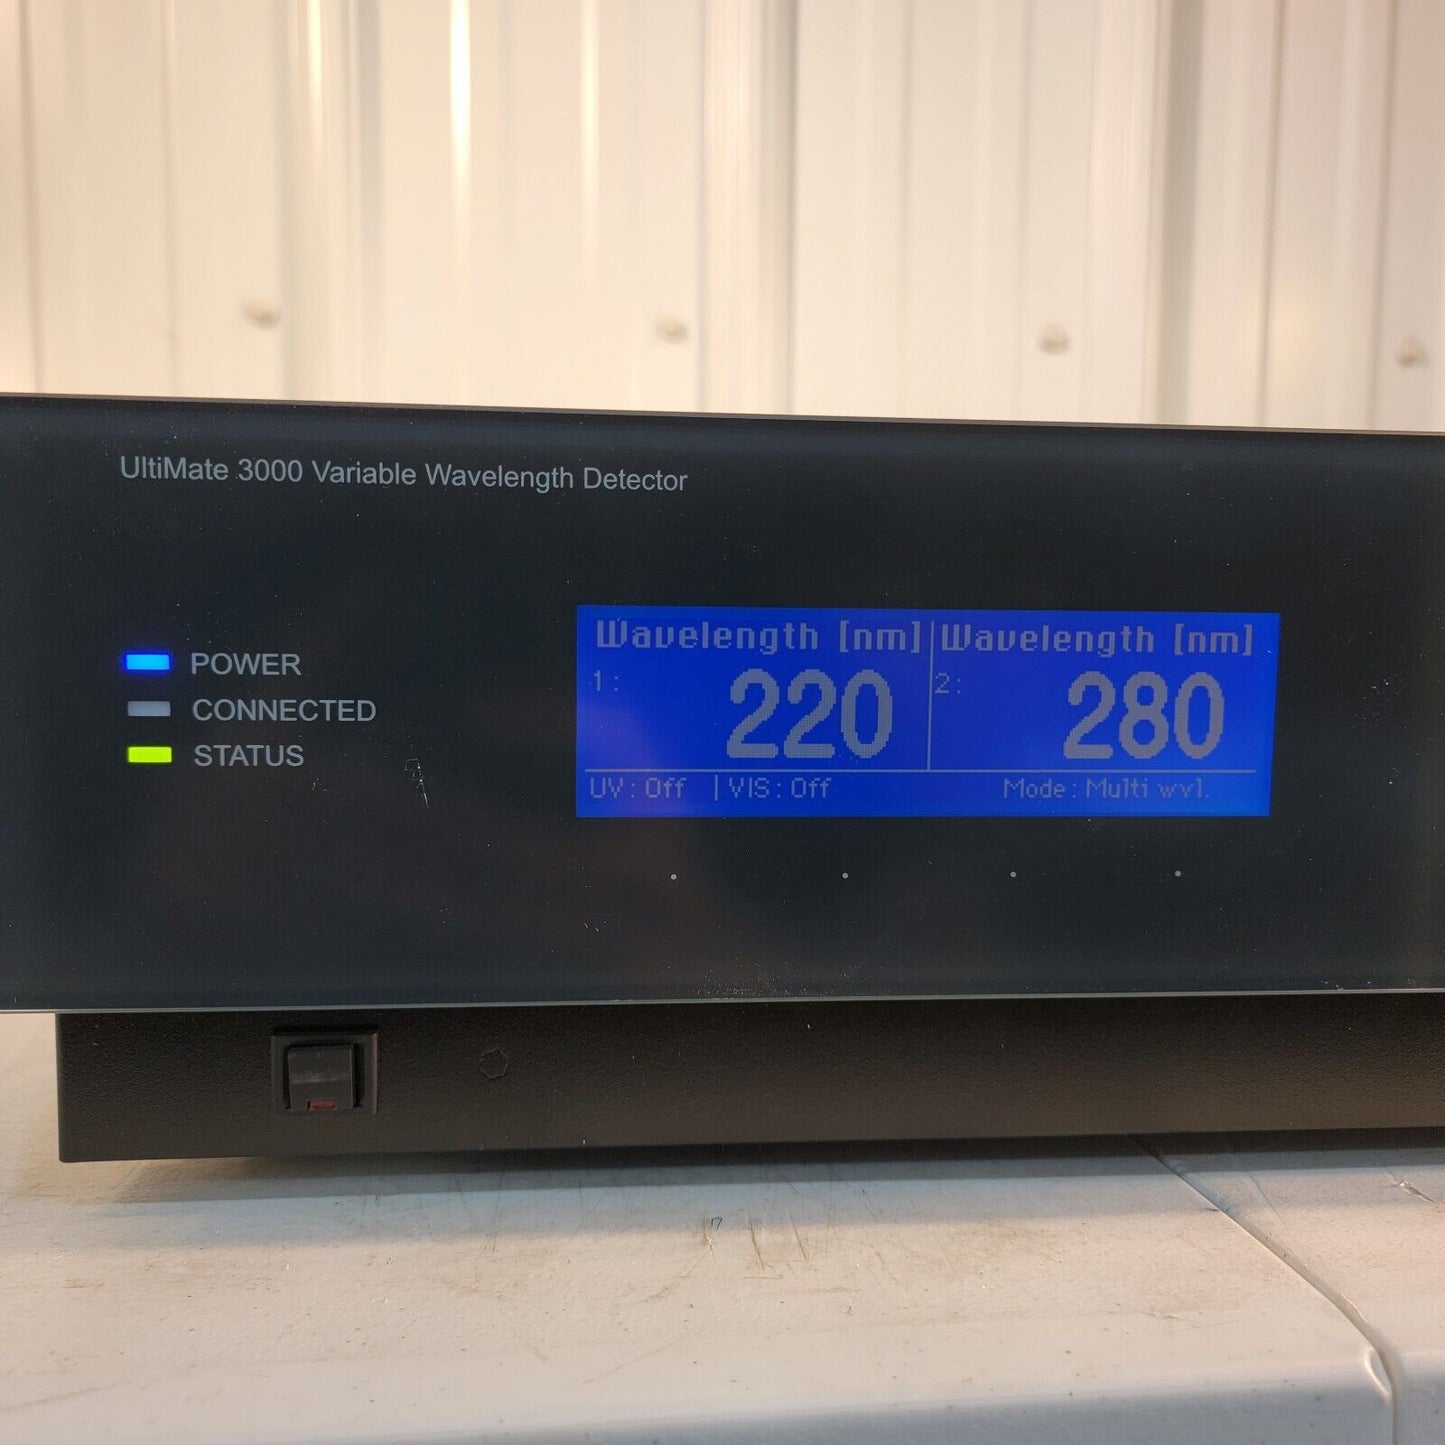 UltiMate 3000 Variable Wavelength Detector
POWER
CONNECTED
STATUS
Wavelength [nm] Wavelength [nm]
1: 220 2: 280
UV: Off | VIS: Off Mode: Multi wvl.